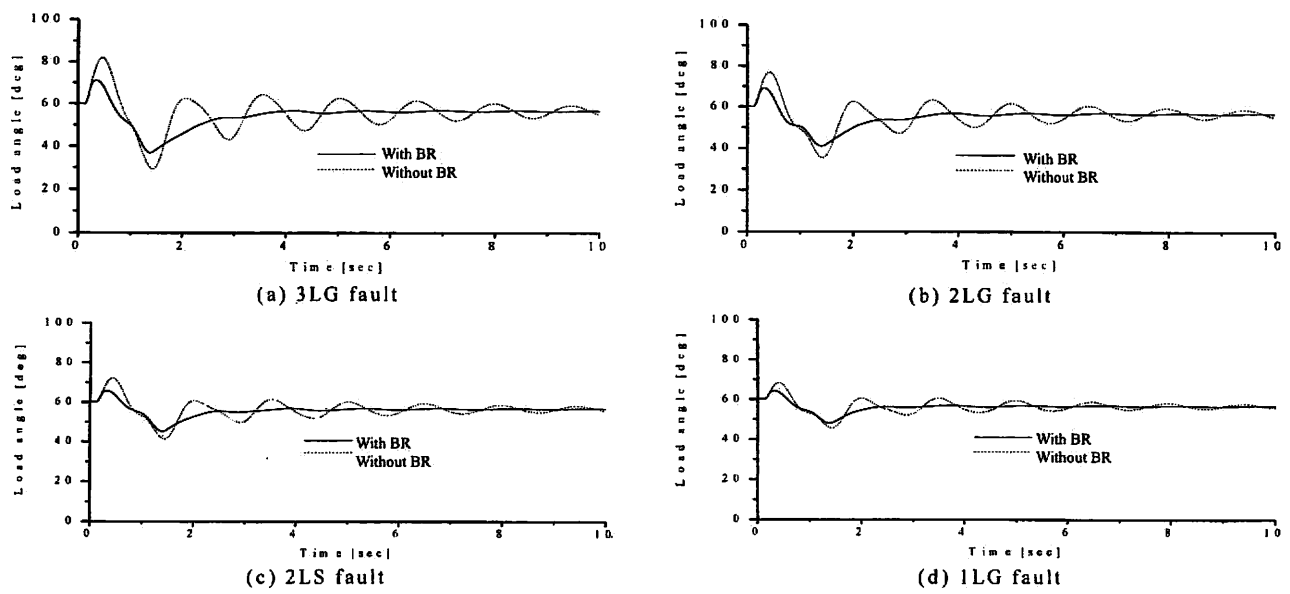 100
80
60
40
20
0
Load angle [deg]
With BR
Without BR
0 2 4 6 8 10
Time [sec]
(a) 3LG fault
100
80
60
40
20
0
Load angle [deg]
With BR
Without BR
0 2 4 6 8 10
Time [sec]
(b) 2LG fault
100
80
60
40
20
0
Load angle [deg]
With BR
Without BR
0 2 4 6 8 10
Time [sec]
(c) 2LS fault
100
80
60
40
20
0
Load angle [deg]
With BR
Without BR
0 2 4 6 8 10
Time [sec]
(d) 1LG fault